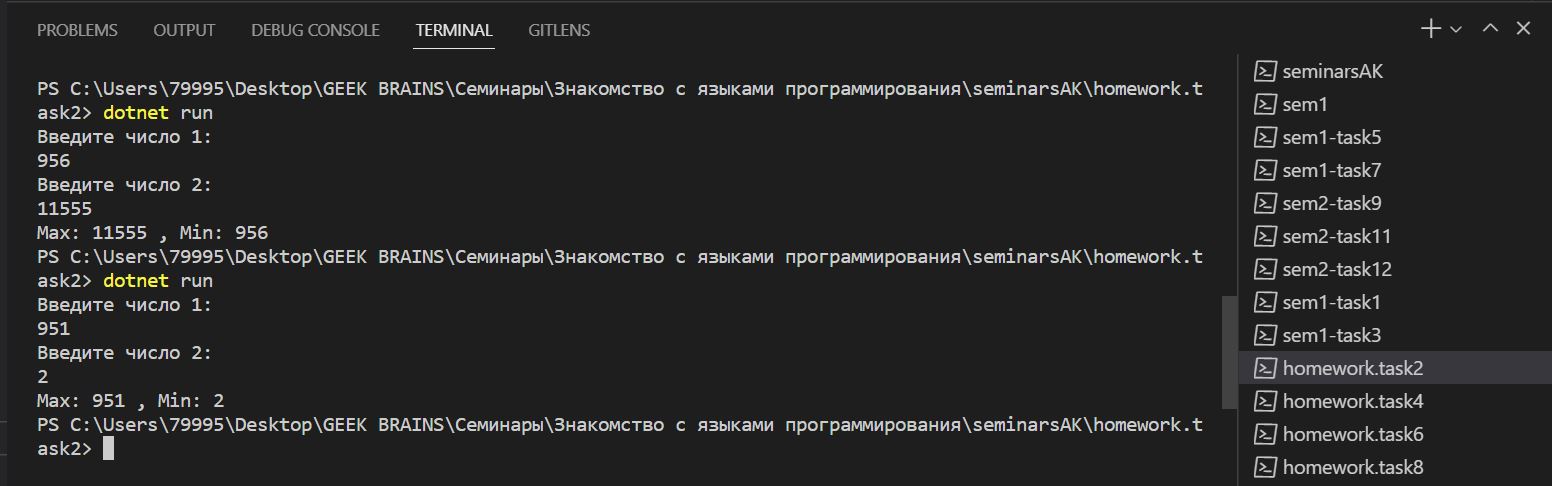 PROBLEMS OUTPUT DEBUG CONSOLE TERMINAL GITLENS
PS C:\Users\79995\Desktop\GEEK BRAINS\Семинары\Знакомство с языками программирования\seminarsAK\homework.t
ask2> dotnet run
Введите число 1:
956
Введите число 2:
11555
Max: 11555 , Min: 956
PS C:\Users\79995\Desktop\GEEK BRAINS\Семинары\Знакомство с языками программирования\seminarsAK\homework.t
ask2> dotnet run
Введите число 1:
951
Введите число 2:
2
Max: 951 , Min: 2
PS C:\Users\79995\Desktop\GEEK BRAINS\Семинары\Знакомство с языками программирования\seminarsAK\homework.t
ask2>
seminarsAK
sem1
sem1-task5
sem1-task7
sem2-task9
sem2-task11
sem2-task12
sem1-task1
sem1-task3
homework.task2
homework.task4
homework.task6
homework.task8